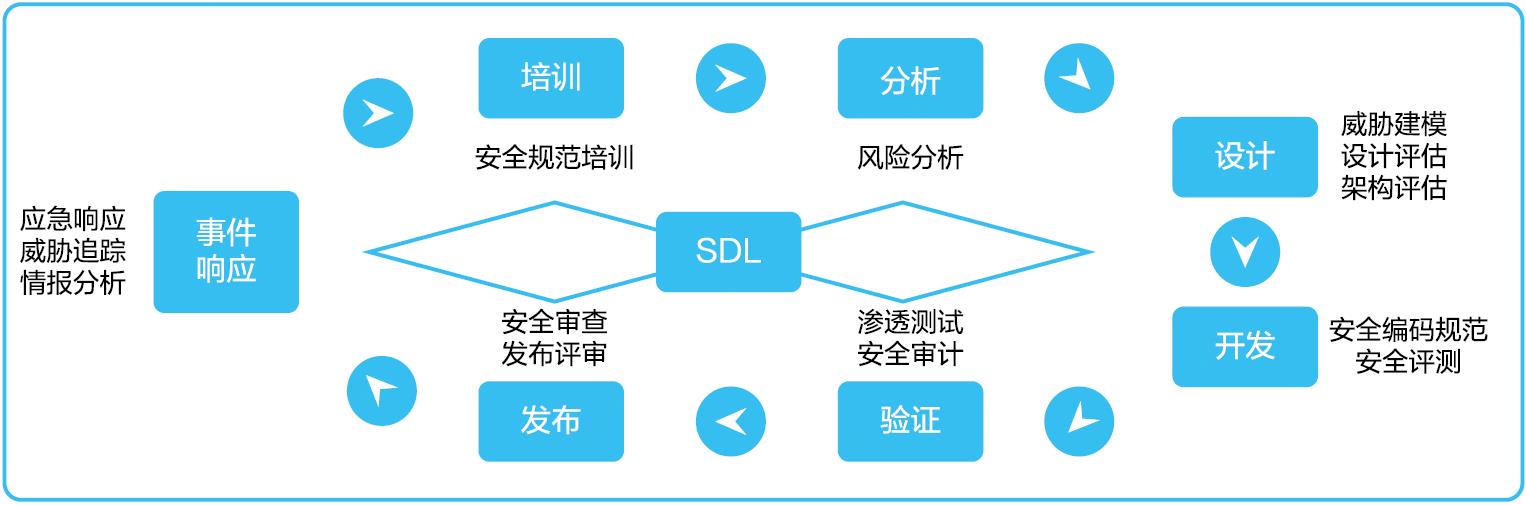 培训
安全规范培训
分析
风险分析
设计
威胁建模
设计评估
架构评估
应急响应
威胁追踪
情报分析
事件
响应
SDL
开发
安全编码规范
安全评测
安全审查
发布评审
发布
渗透测试
安全审计
验证